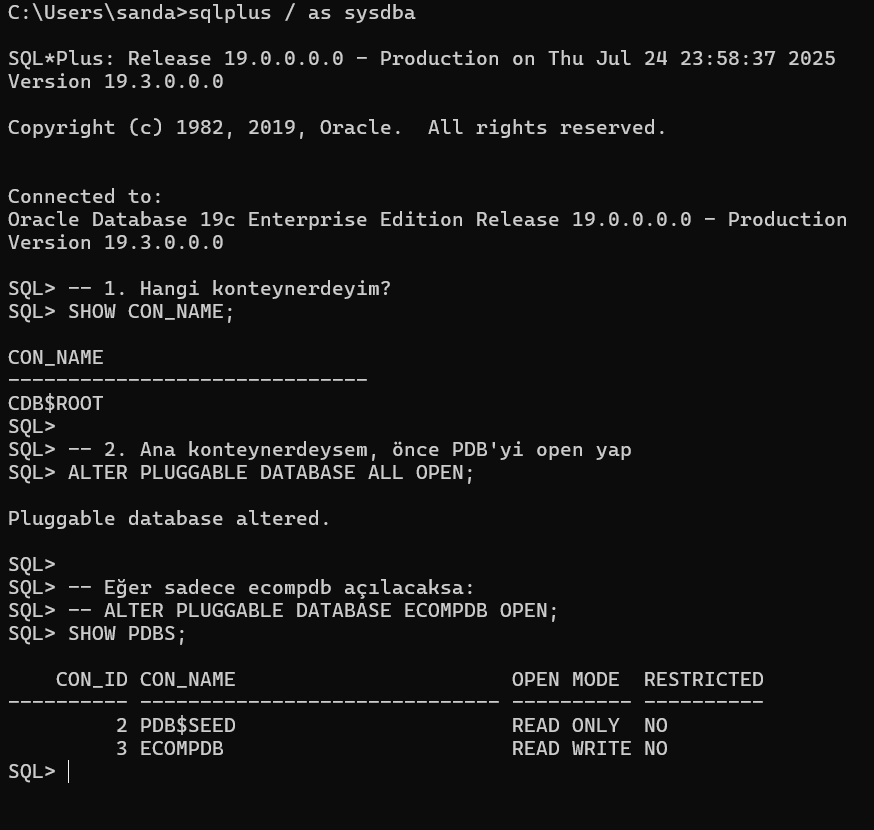 C:\Users\sanda>sqlplus / as sysdba
SQL*Plus: Release 19.0.0.0.0 - Production on Thu Jul 24 23:58:37 2025
Version 19.3.0.0.0
Copyright (c) 1982, 2019, Oracle.  All rights reserved.
Connected to:
Oracle Database 19c Enterprise Edition Release 19.0.0.0.0 - Production
Version 19.3.0.0.0
SQL> -- 1. Hangi konteynerdeyim?
SQL> SHOW CON_NAME;
CON_NAME
------------------------------
CDB$ROOT
SQL>
SQL> -- 2. Ana konteynerdeysem, önce PDB'yi open yap
SQL> ALTER PLUGGABLE DATABASE ALL OPEN;
Pluggable database altered.
SQL>
SQL> -- Eğer sadece ecompdb açılacaksa:
SQL> -- ALTER PLUGGABLE DATABASE ECOMPDB OPEN;
SQL> SHOW PDBS;
    CON_ID CON_NAME                       OPEN MODE  RESTRICTED
---------- ------------------------------ ---------- ----------
         2 PDB$SEED                       READ ONLY  NO
         3 ECOMPDB                        READ WRITE NO
SQL>